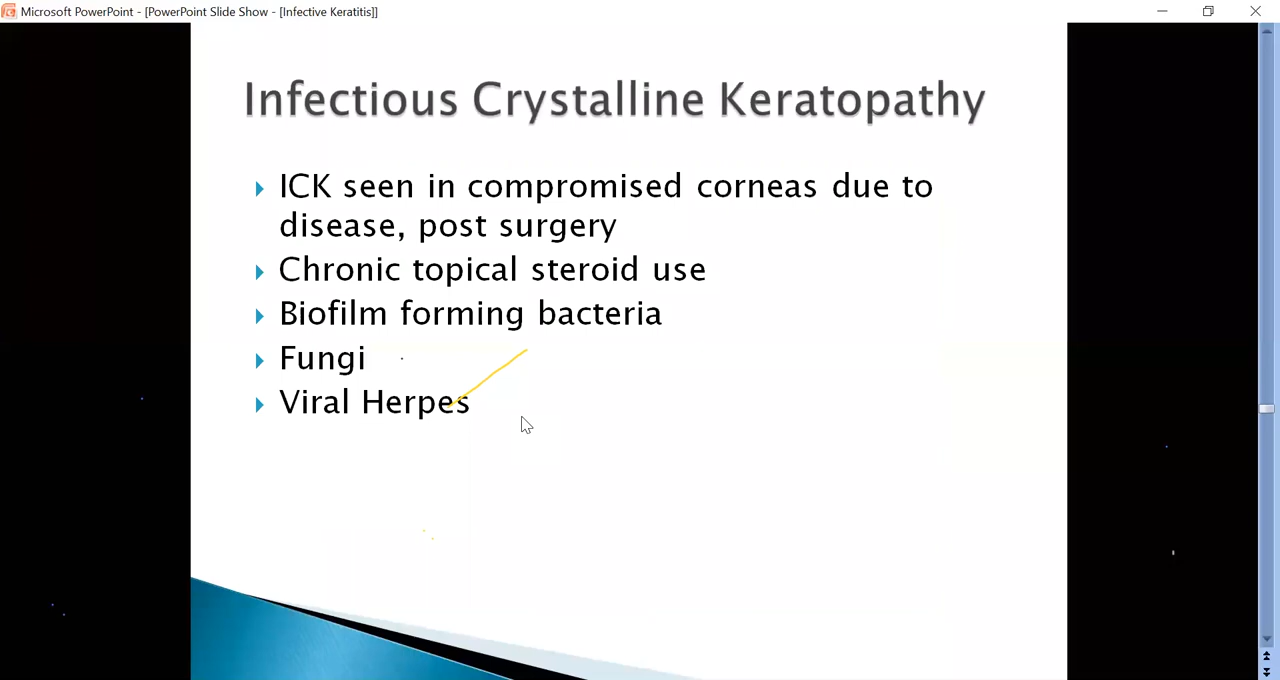 Microsoft PowerPoint - [PowerPoint Slide Show - [Infective Keratitis]]
Infectious Crystalline Keratopathy
ICK seen in compromised corneas due to
disease, post surgery
Chronic topical steroid use
Biofilm forming bacteria
Fungi
Viral Herpes